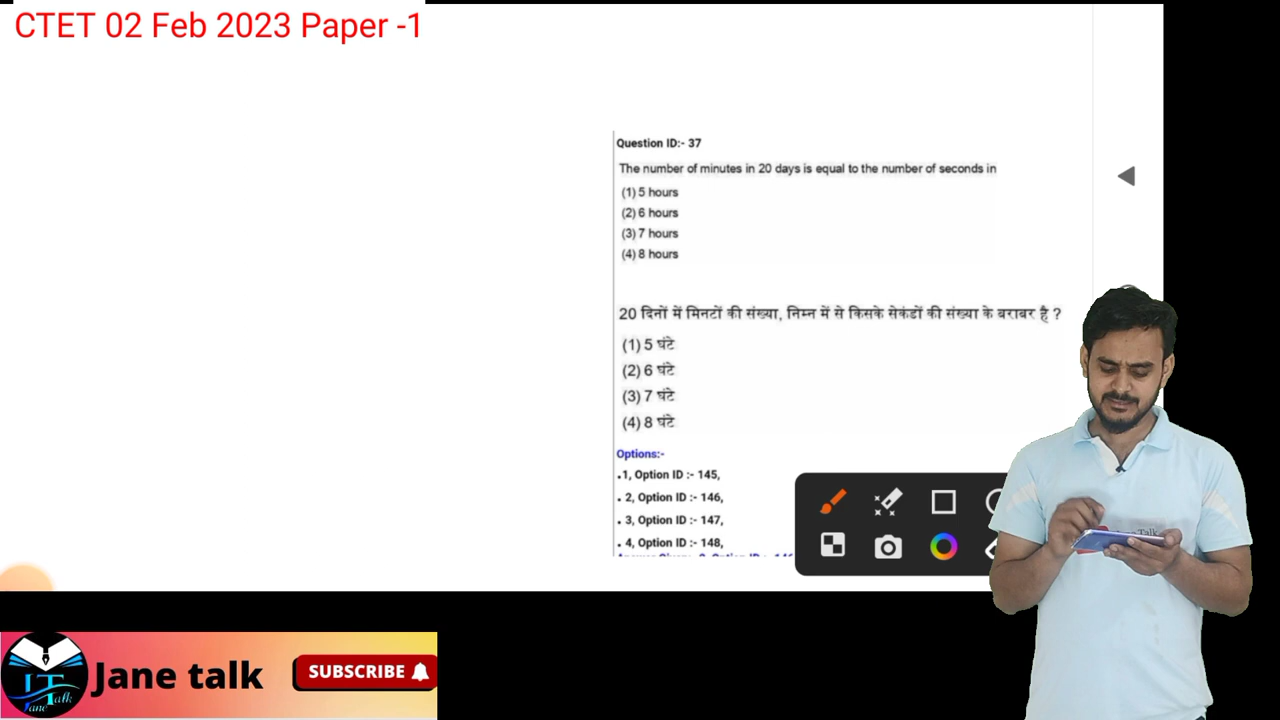 CTET 02 Feb 2023 Paper -1
Question ID:- 37
The number of minutes in 20 days is equal to the number of seconds in
(1) 5 hours
(2) 6 hours
(3) 7 hours
(4) 8 hours
20 दिनों में मिनटों की संख्या, निम्न में से किसके सेकंडों की संख्या के बराबर है ?
(1) 5 घंटे
(2) 6 घंटे
(3) 7 घंटे
(4) 8 घंटे
Options:-
.1, Option ID :- 145,
. 2, Option ID :- 146,
. 3, Option ID :- 147,
. 4, Option ID :- 148,
Jane talk
SUBSCRIBE